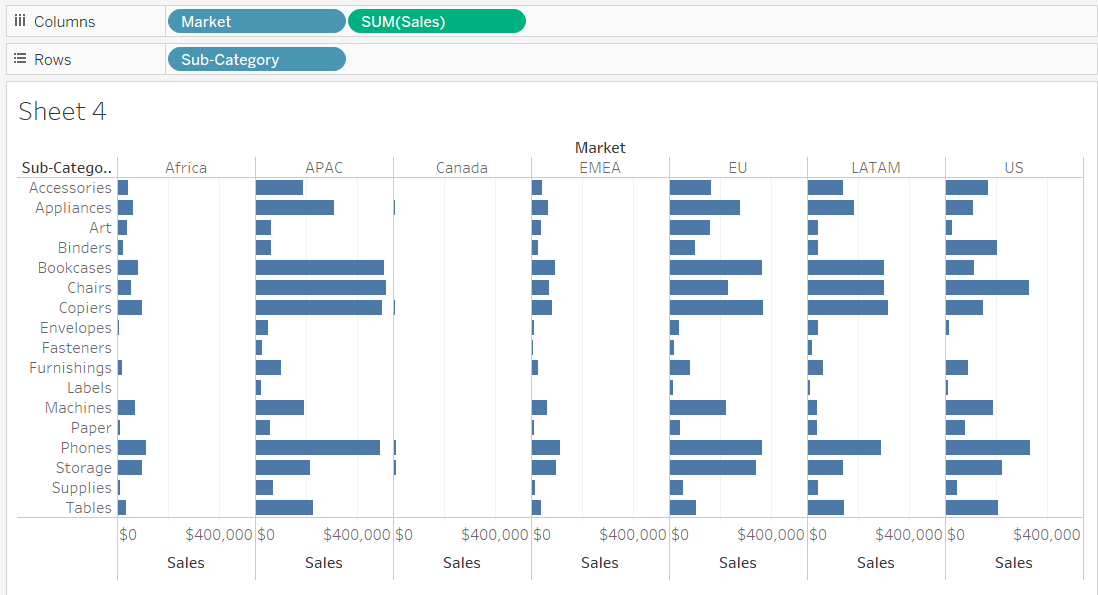 Columns Market SUM(Sales)
Rows Sub-Category
Sheet 4
Market
Sub-Catego.. Africa APAC Canada EMEA EU LATAM US
Accessories
Appliances
Art
Binders
Bookcases
Chairs
Copiers
Envelopes
Fasteners
Furnishings
Labels
Machines
Paper
Phones
Storage
Supplies
Tables
$0 $400,000 $0 $400,000 $0 $400,000 $0 $400,000 $0 $400,000 $0 $400,000 $0 $400,000
Sales Sales Sales Sales Sales Sales Sales